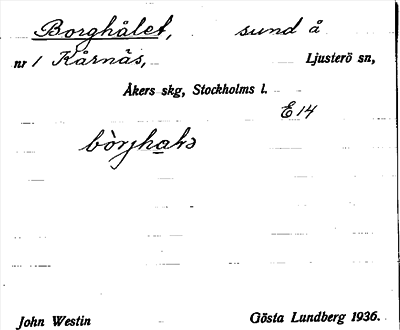 Borghålet, sund å
nr 1 Kårnäs, Ljusterö sn,
Åkers skg, Stockholms l.
E 14
John Westin Gösta Lundberg 1936.